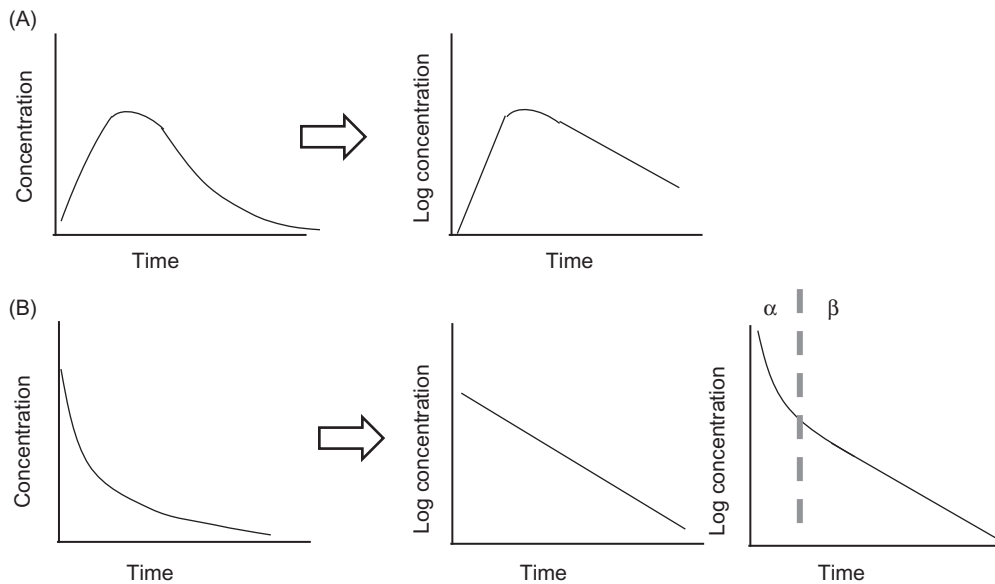 (A)
Concentration
Time
Log concentration
Time
(B)
Concentration
Time
Log concentration
Time
α
β
Log concentration
Time